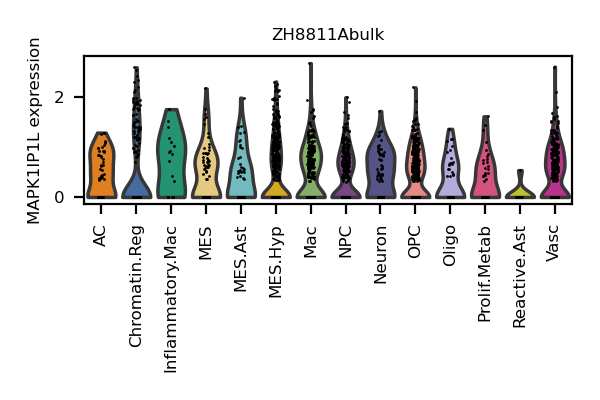 ZH8811Abulk
MAPK1IP1L expression
2
0
AC
Chromatin.Reg
Inflammatory.Mac
MES
MES.Ast
MES.Hyp
Mac
NPC
Neuron
OPC
Oligo
Prolif.Metab
Reactive.Ast
Vasc